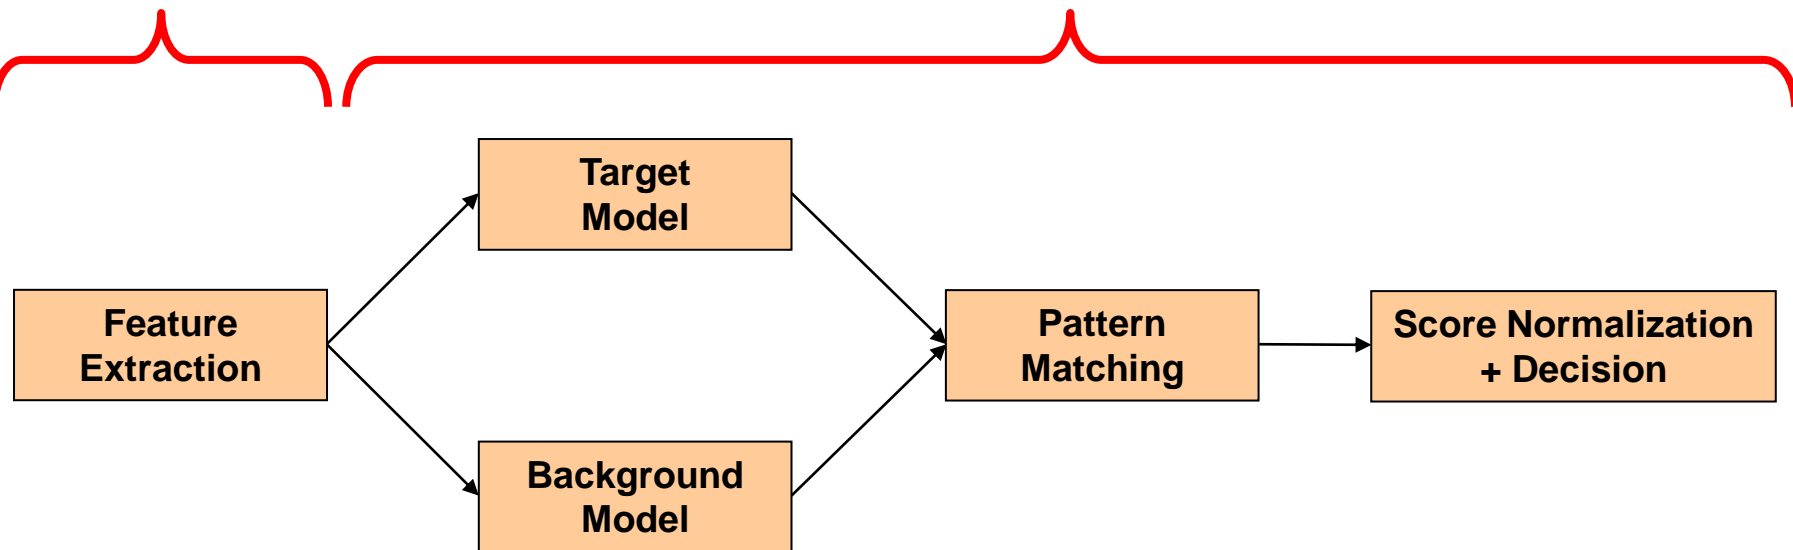 Target
Model
Feature
Extraction
Pattern
Matching
Score Normalization
+ Decision
Background
Model